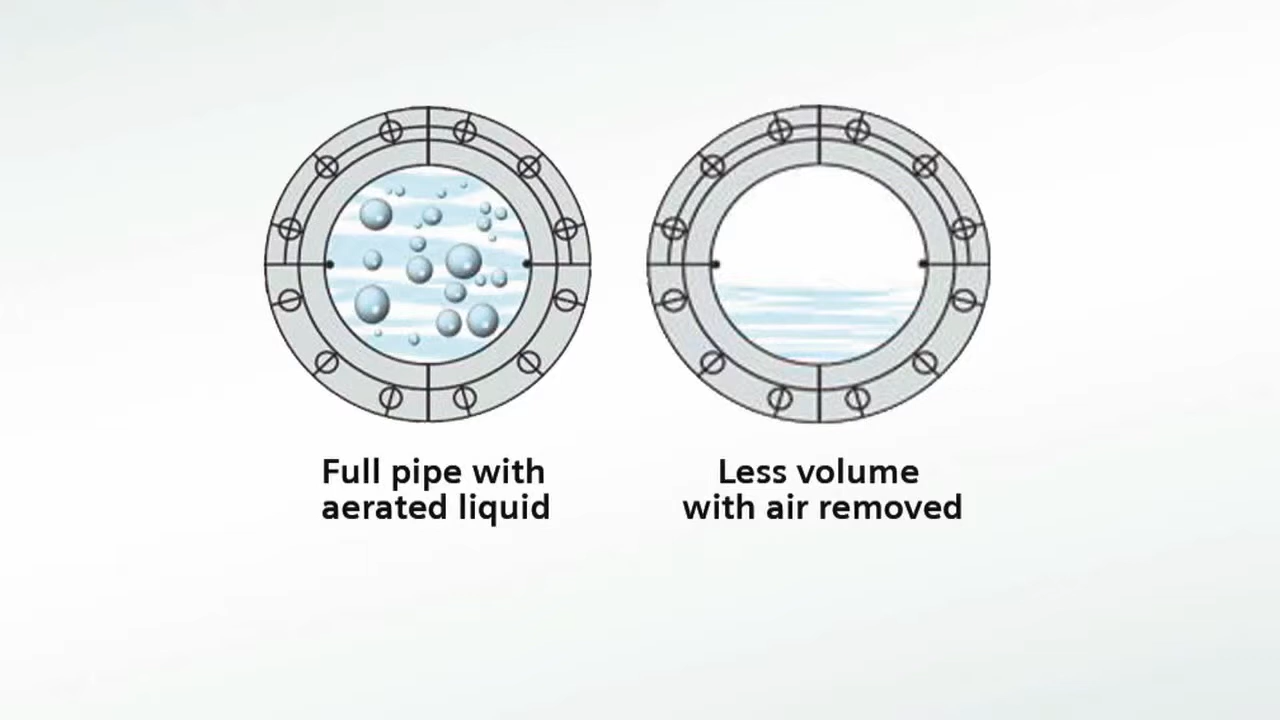 Full pipe with
aerated liquid
Less volume
with air removed